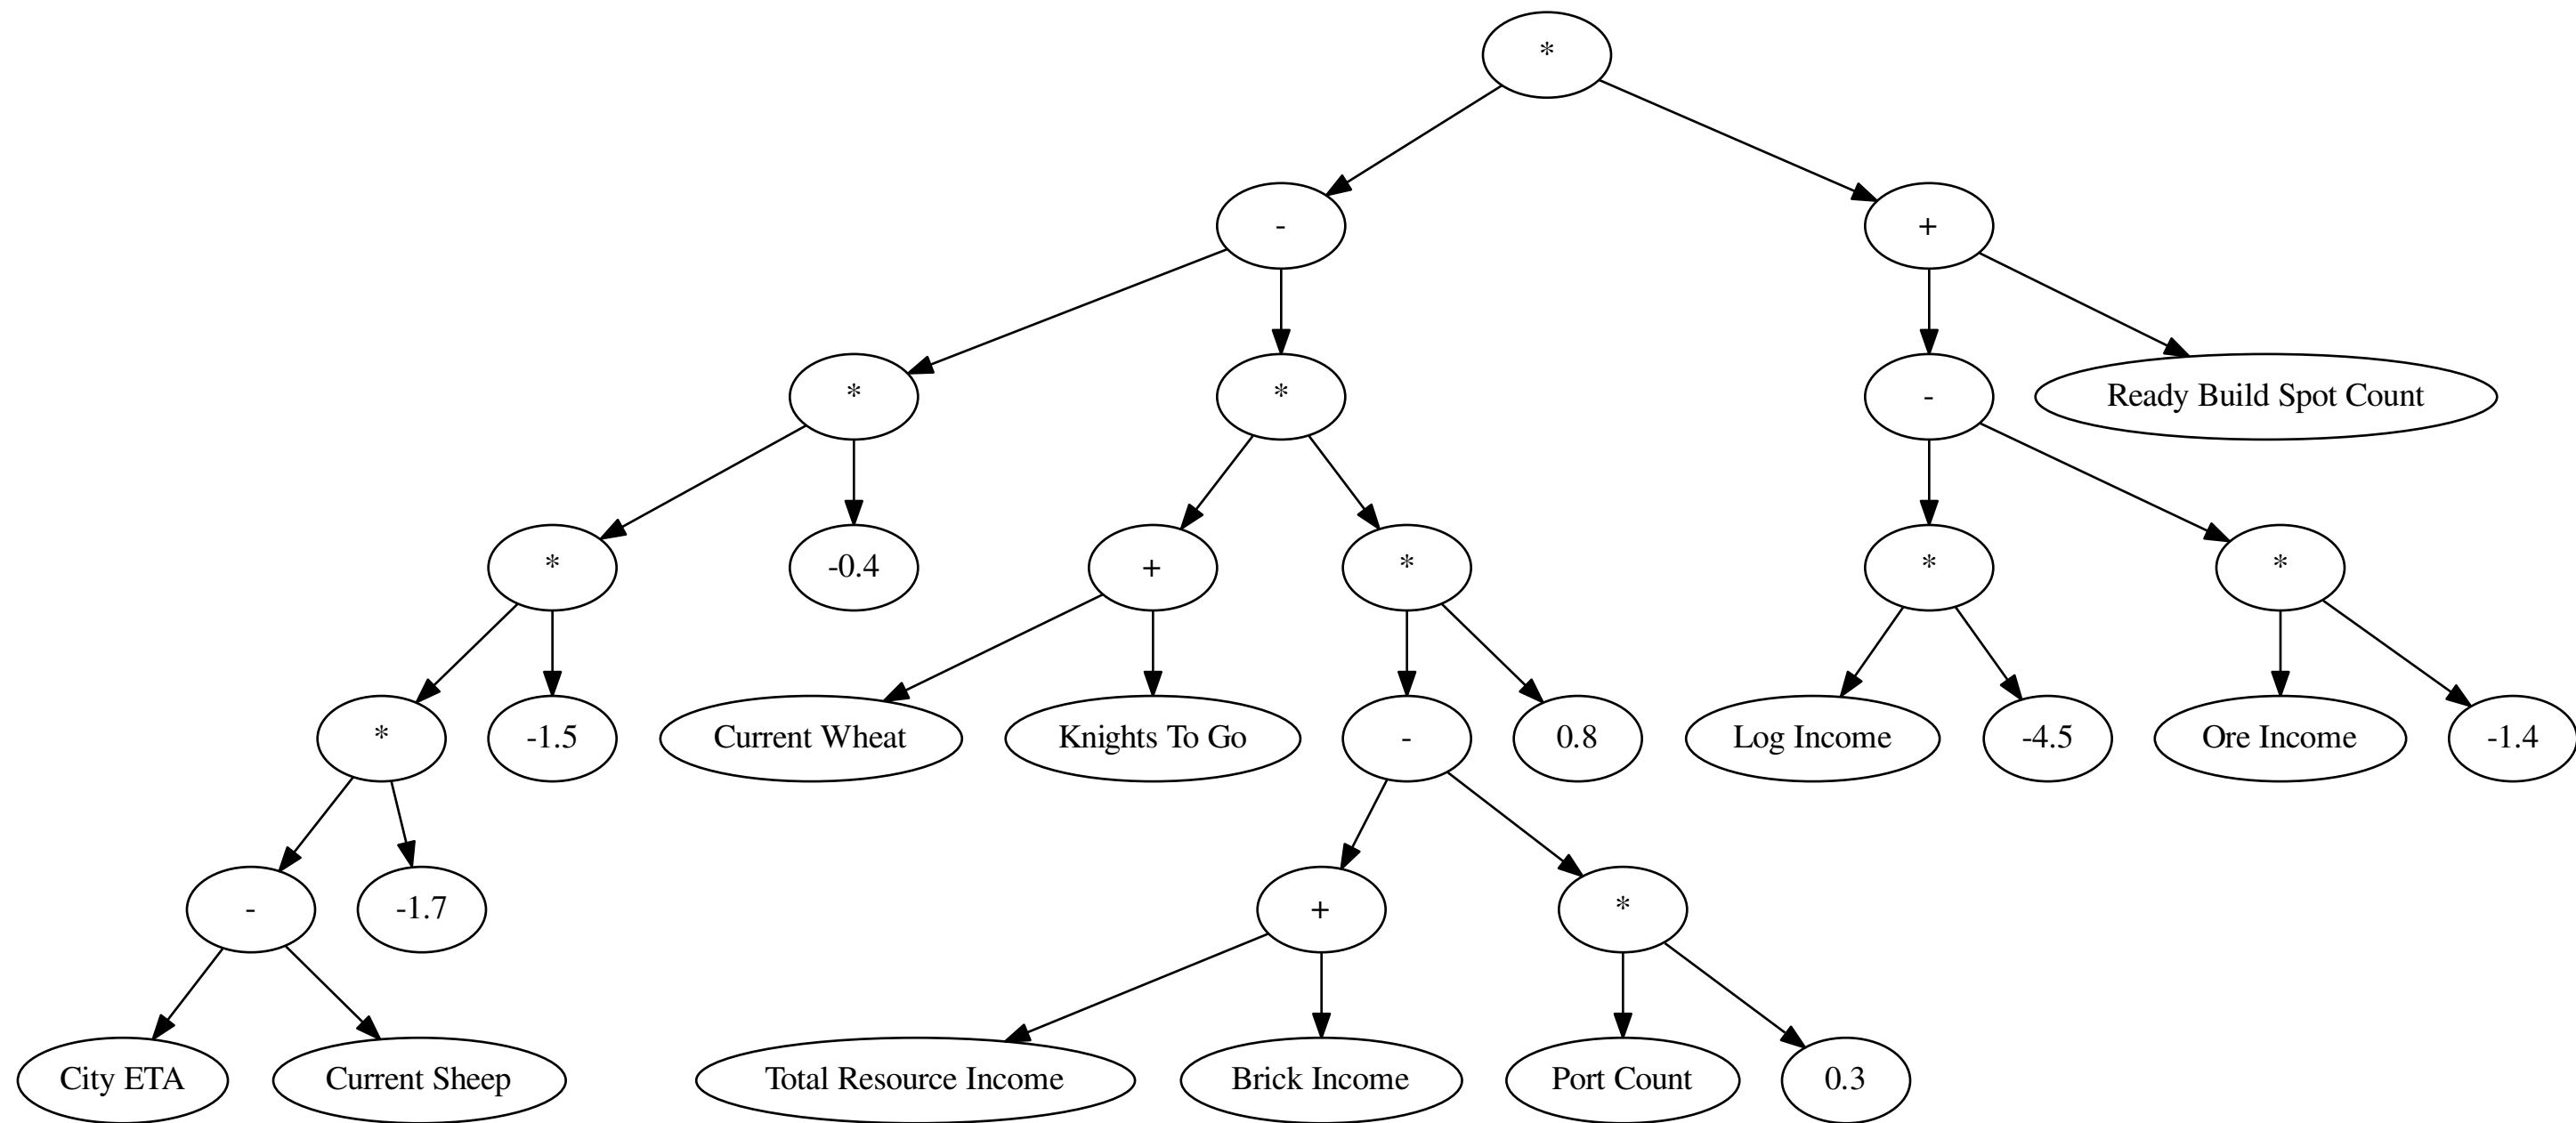 *
-
+
*
*
-
Ready Build Spot Count
*
-0.4
+
*
*
*
*
-1.5
Current Wheat
Knights To Go
-
0.8
Log Income
-4.5
Ore Income
-1.4
-
-1.7
+
*
City ETA
Current Sheep
Total Resource Income
Brick Income
Port Count
0.3